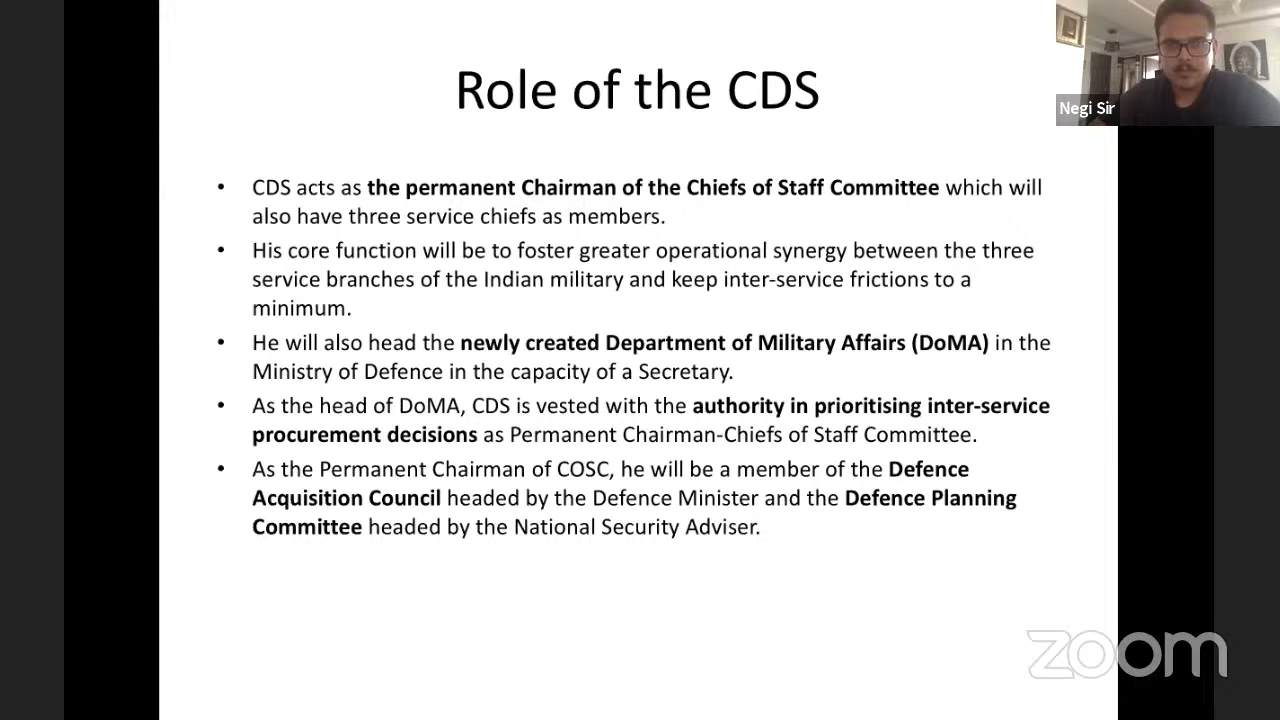 Role of the CDS
Negi Sir
• CDS acts as the permanent Chairman of the Chiefs of Staff Committee which will
also have three service chiefs as members.
• His core function will be to foster greater operational synergy between the three
service branches of the Indian military and keep inter-service frictions to a
minimum.
• He will also head the newly created Department of Military Affairs (DoMA) in the
Ministry of Defence in the capacity of a Secretary.
• As the head of DoMA, CDS is vested with the authority in prioritising inter-service
procurement decisions as Permanent Chairman-Chiefs of Staff Committee.
• As the Permanent Chairman of COSC, he will be a member of the Defence
Acquisition Council headed by the Defence Minister and the Defence Planning
Committee headed by the National Security Adviser.
zoom